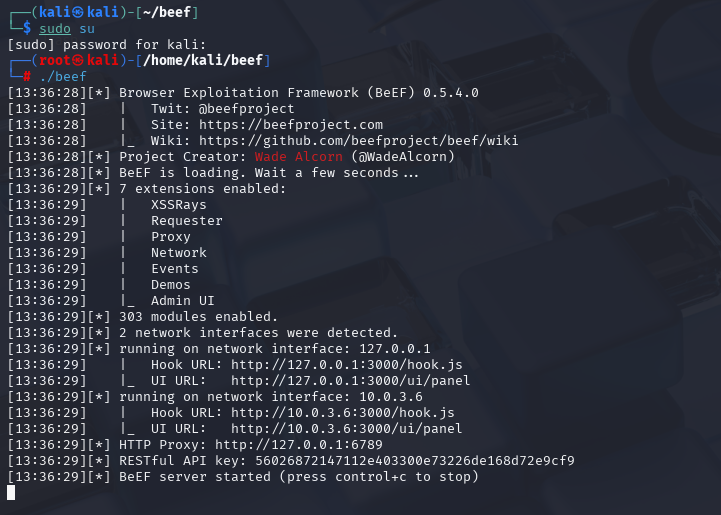 ┌──(kali㉿kali)-[~/beef]
└─$ sudo su
[sudo] password for kali:
┌──(root㉿kali)-[/home/kali/beef]
└─# ./beef
[13:36:28][*] Browser Exploitation Framework (BeEF) 0.5.4.0
[13:36:28]    |   Twit: @beefproject
[13:36:28]    |   Site: https://beefproject.com
[13:36:28]    |_  Wiki: https://github.com/beefproject/beef/wiki
[13:36:28][*] Project Creator: Wade Alcorn (@WadeAlcorn)
[13:36:28][*] BeEF is loading. Wait a few seconds...
[13:36:29][*] 7 extensions enabled:
[13:36:29]    |   XSSRays
[13:36:29]    |   Requester
[13:36:29]    |   Proxy
[13:36:29]    |   Network
[13:36:29]    |   Events
[13:36:29]    |   Demos
[13:36:29]    |_  Admin UI
[13:36:29][*] 303 modules enabled.
[13:36:29][*] 2 network interfaces were detected.
[13:36:29][*] running on network interface: 127.0.0.1
[13:36:29]    |   Hook URL: http://127.0.0.1:3000/hook.js
[13:36:29]    |_  UI URL:   http://127.0.0.1:3000/ui/panel
[13:36:29][*] running on network interface: 10.0.3.6
[13:36:29]    |   Hook URL: http://10.0.3.6:3000/hook.js
[13:36:29]    |_  UI URL:   http://10.0.3.6:3000/ui/panel
[13:36:29][*] HTTP Proxy: http://127.0.0.1:6789
[13:36:29][*] RESTful API key: 56026872147112e403300e73226de168d72e9cf9
[13:36:29][*] BeEF server started (press control+c to stop)